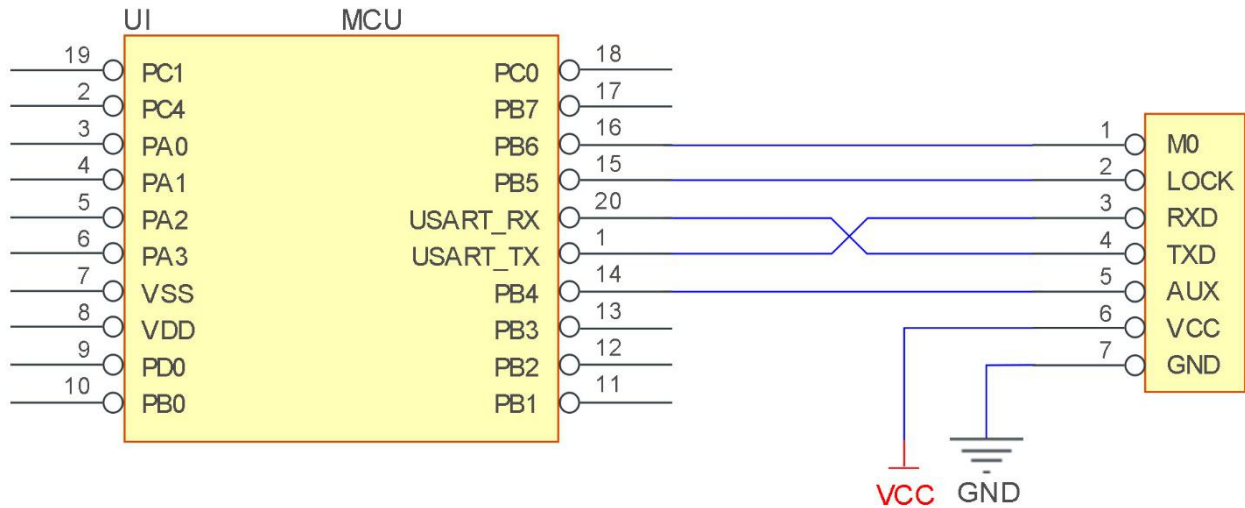 UI MCU
19 PC1 PC0 18
2 PC4 PB7 17
3 PA0 PB6 16 1 M0
4 PA1 PB5 15 2 LOCK
5 PA2 USART_RX 20 3 RXD
6 PA3 USART_TX 1 4 TXD
7 VSS PB4 14 5 AUX
8 VDD PB3 13 6 VCC
9 PD0 PB2 12 7 GND
10 PB0 PB1 11
VCC GND